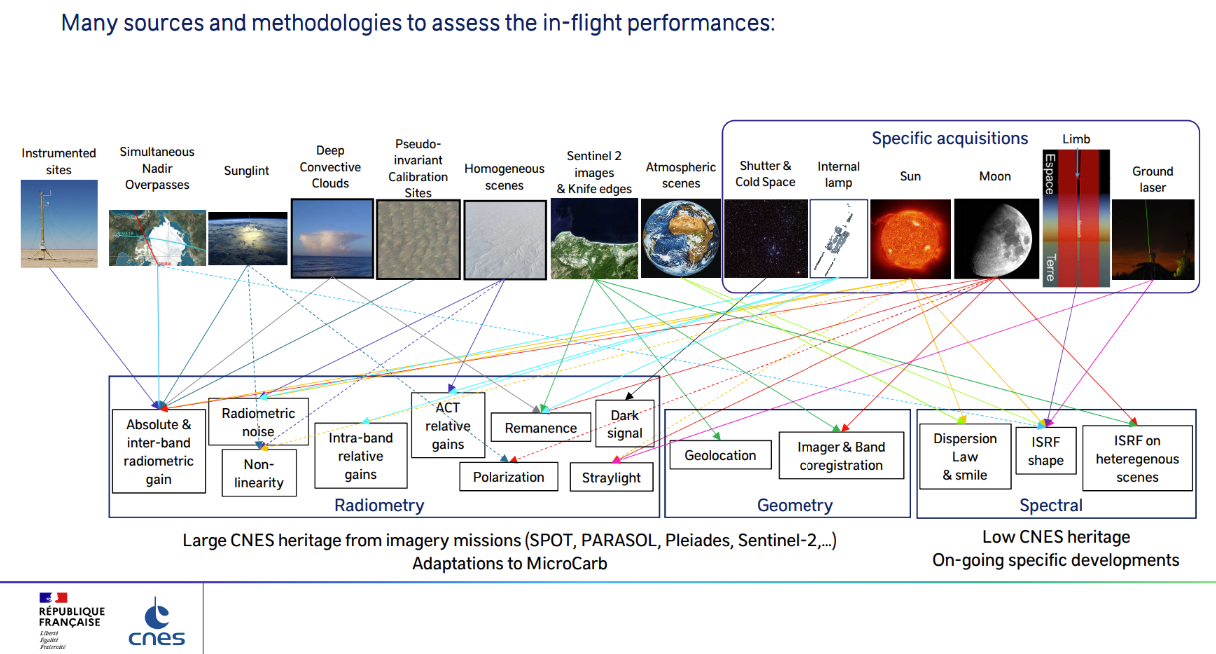 Many sources and methodologies to assess the in-flight performances:
Specific acquisitions
Instrumented
sites
Simultaneous
Nadir
Overpasses
Sunglint
Deep
Convective
Clouds
Pseudo-
invariant
Calibration
Sites
Homogeneous
scenes
Sentinel 2
images
& Knife edges
Atmospheric
scenes
Shutter &
Cold Space
Internal
lamp
Sun
Moon
Limb
Espace
Terre
Ground
laser
Absolute &
inter-band
radiometric
gain
Radiometric
noise
Non-
linearity
Intra-band
relative
gains
ACT
relative
gains
Remanence
Polarization
Dark
signal
Straylight
Radiometry
Geolocation
Imager & Band
coregistration
Geometry
Dispersion
Law
& smile
ISRF
shape
ISRF on
heteregenous
scenes
Spectral
Large CNES heritage from imagery missions (SPOT, PARASOL, Pleiades, Sentinel-2,...)
Adaptations to MicroCarb
Low CNES heritage
On-going specific developments
RÉPUBLIQUE
FRANÇAISE
Liberté
Égalité
Fraternité
cnes